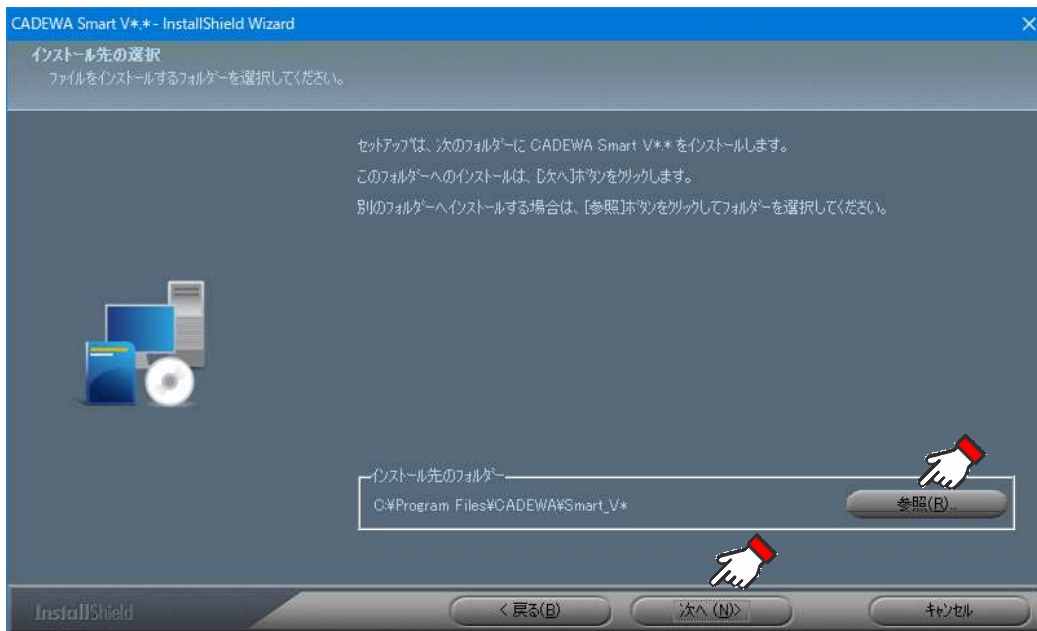 CADEWA Smart V*.* - InstallShield Wizard
インストール先の選択
ファイルをインストールするフォルダーを選択してください。
セットアップは、次のフォルダーに CADEWA Smart V*.* をインストールします。
このフォルダーへのインストールは、[次へ]ボタンをクリックします。
別のフォルダーへインストールする場合は、[参照]ボタンをクリックしてフォルダーを選択してください。
インストール先のフォルダー
C:¥Program Files¥CADEWA¥Smart_V*
参照(R)...
InstallShield
< 戻る(B)
次へ (N)>
キャンセル